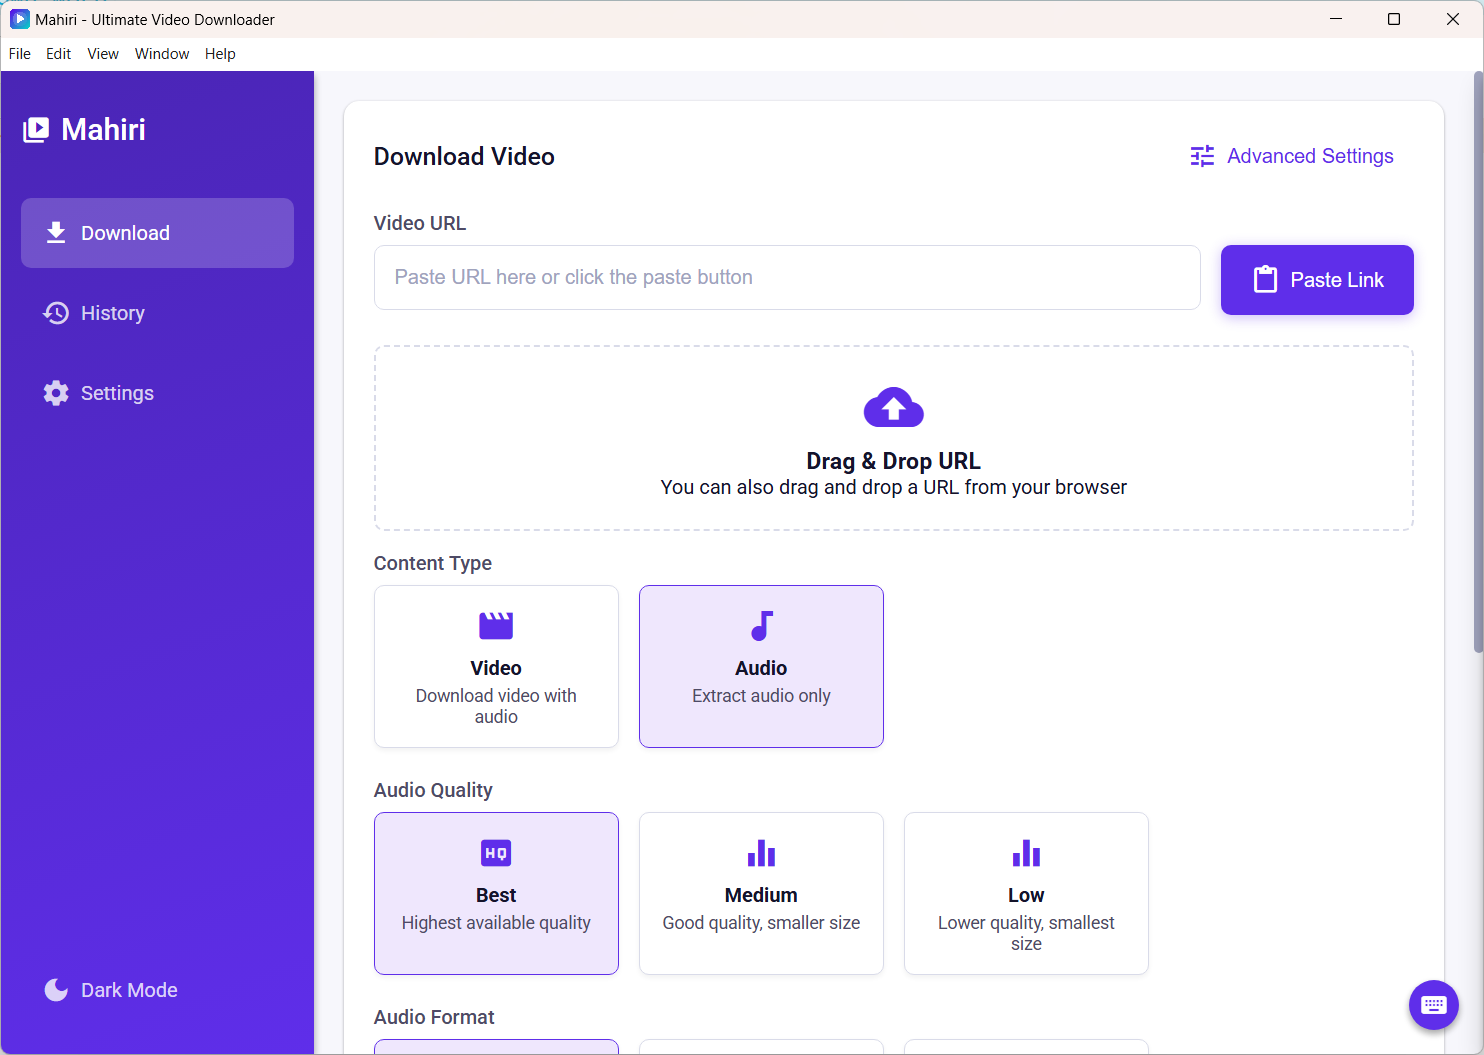 Mahiri - Ultimate Video Downloader
File Edit View Window Help
Mahiri
Download
History
Settings
Dark Mode
Download Video
Advanced Settings
Video URL
Paste URL here or click the paste button
Paste Link
Drag & Drop URL
You can also drag and drop a URL from your browser
Content Type
Video
Download video with
audio
Audio
Extract audio only
Audio Quality
HQ
Best
Highest available quality
Medium
Good quality, smaller size
Low
Lower quality, smallest
size
Audio Format